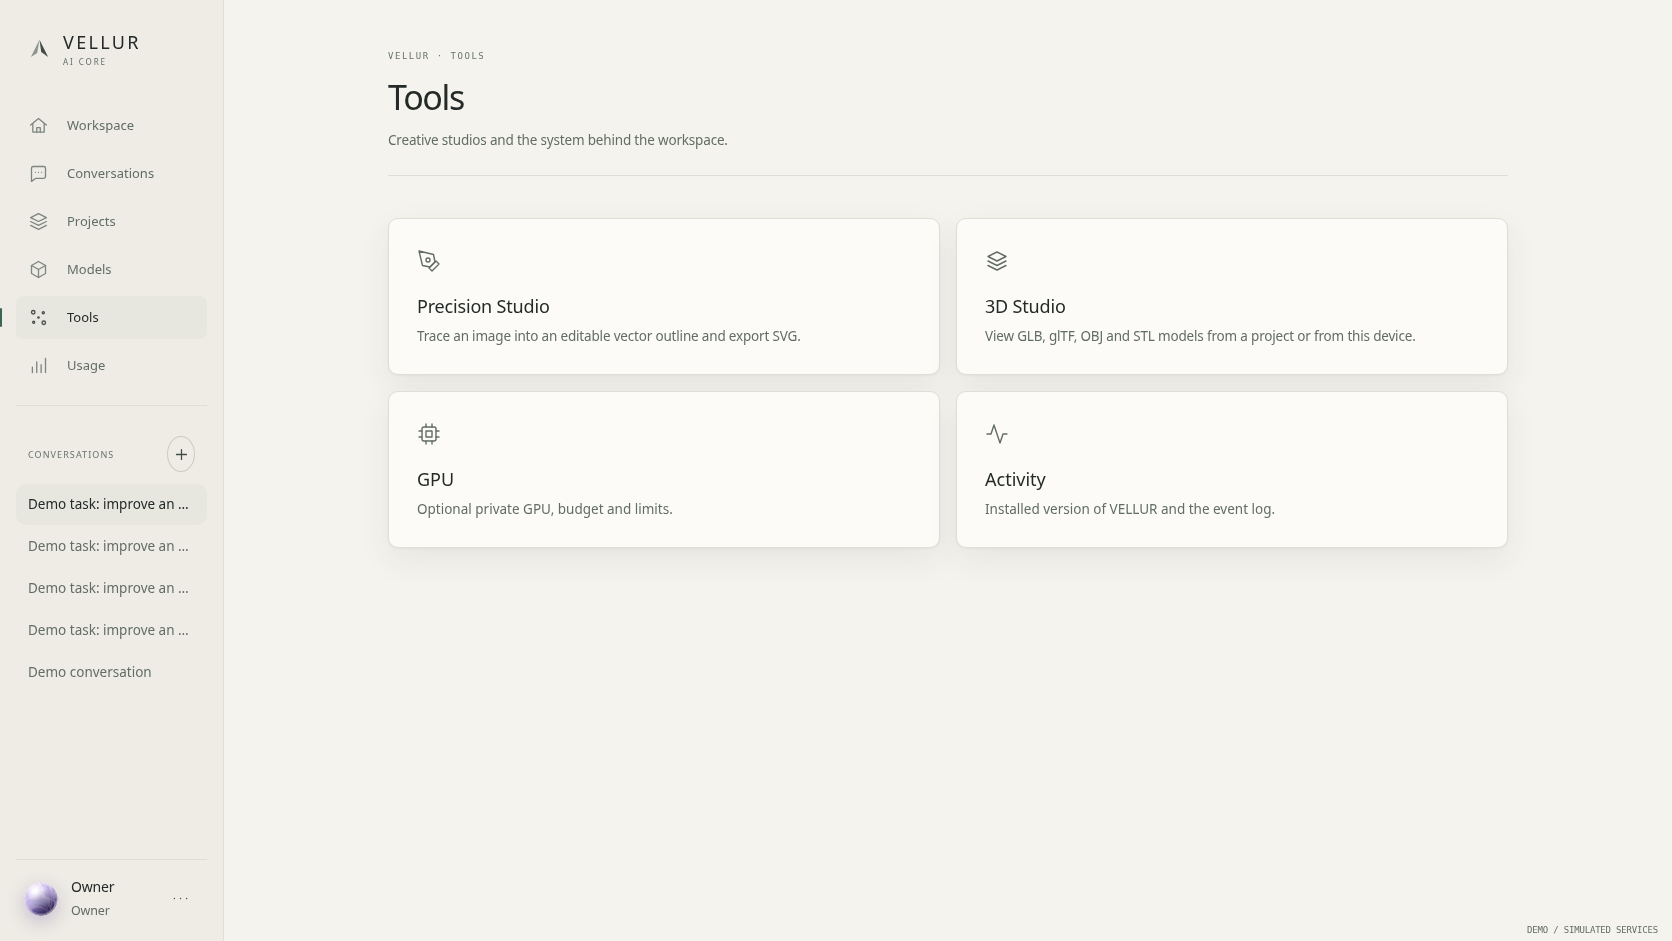 VELLUR
AI CORE
Workspace
Conversations
Projects
Models
Tools
Usage
CONVERSATIONS
Demo task: improve an ...
Demo task: improve an ...
Demo task: improve an ...
Demo task: improve an ...
Demo conversation
Owner
Owner
VELLUR · TOOLS
Tools
Creative studios and the system behind the workspace.
Precision Studio
Trace an image into an editable vector outline and export SVG.
3D Studio
View GLB, glTF, OBJ and STL models from a project or from this device.
GPU
Optional private GPU, budget and limits.
Activity
Installed version of VELLUR and the event log.
DEMO / SIMULATED SERVICES